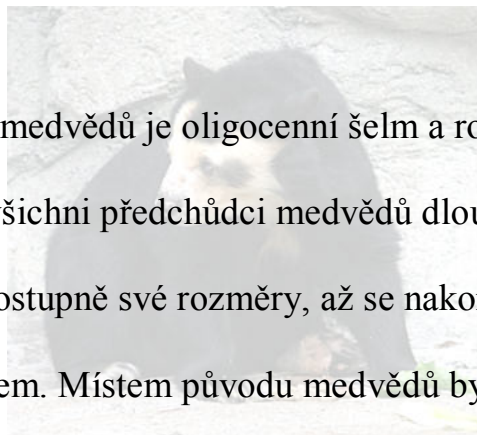 medvědů je oligocenní šelm a ro
všichni předchůdci medvědů dlou
ostupně své rozměry, až se nakon
em. Místem původu medvědů by